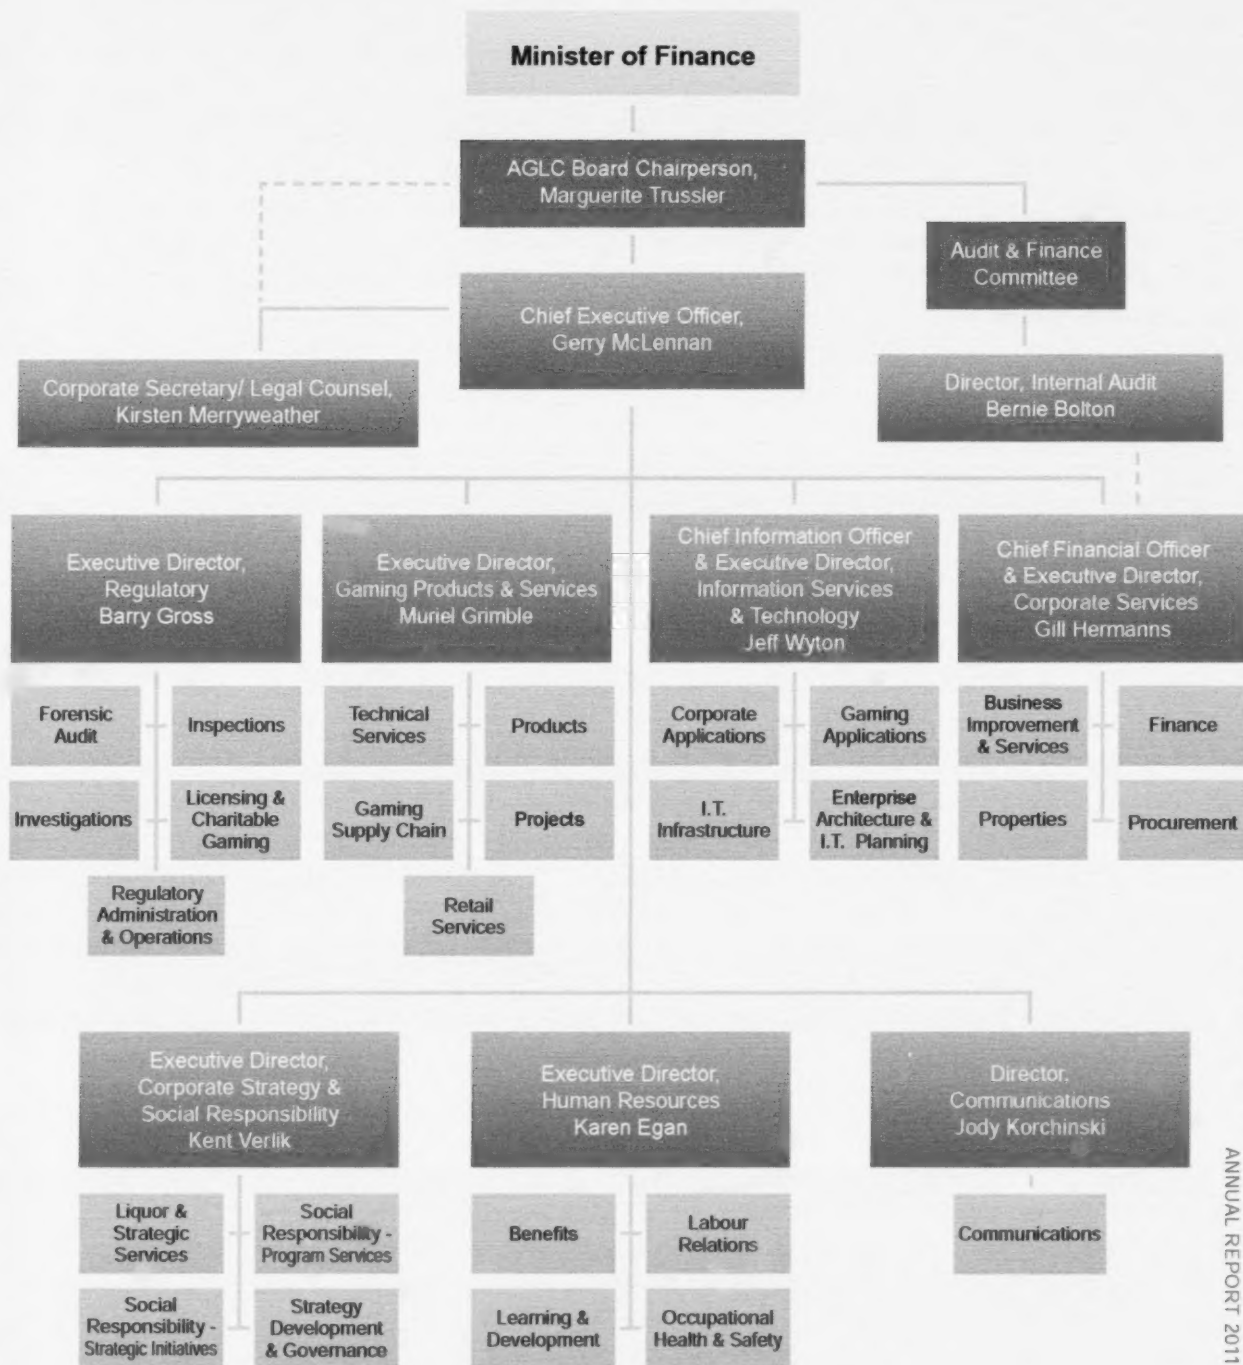 Minister of Finance
AGLC Board Chairperson,
Marguerite Trussler
Audit & Finance
Committee
Chief Executive Officer,
Gerry McLennan
Corporate Secretary/ Legal Counsel,
Kirsten Merryweather
Director, Internal Audit
Bernie Bolton
Executive Director,
Regulatory
Barry Gross
Executive Director,
Gaming Products & Services
Muriel Grimble
Chief Information Officer
& Executive Director,
Information Services
& Technology
Jeff Wyton
Chief Financial Officer
& Executive Director,
Corporate Services
Gill Hermanns
Forensic
Audit
Inspections
Technical
Services
Products
Corporate
Applications
Gaming
Applications
Business
Improvement
& Services
Finance
Investigations
Licensing &
Charitable
Gaming
Gaming
Supply Chain
Projects
I.T.
Infrastructure
Enterprise
Architecture &
I.T. Planning
Properties
Procurement
Regulatory
Administration
& Operations
Retail
Services
Executive Director,
Corporate Strategy &
Social Responsibility
Kent Verlik
Executive Director,
Human Resources
Karen Egan
Director,
Communications
Jody Korchinski
Liquor &
Strategic
Services
Social
Responsibility -
Program Services
Benefits
Labour
Relations
Communications
Social
Responsibility -
Strategic Initiatives
Strategy
Development
& Governance
Learning &
Development
Occupational
Health & Safety
ANNUAL REPORT 2011